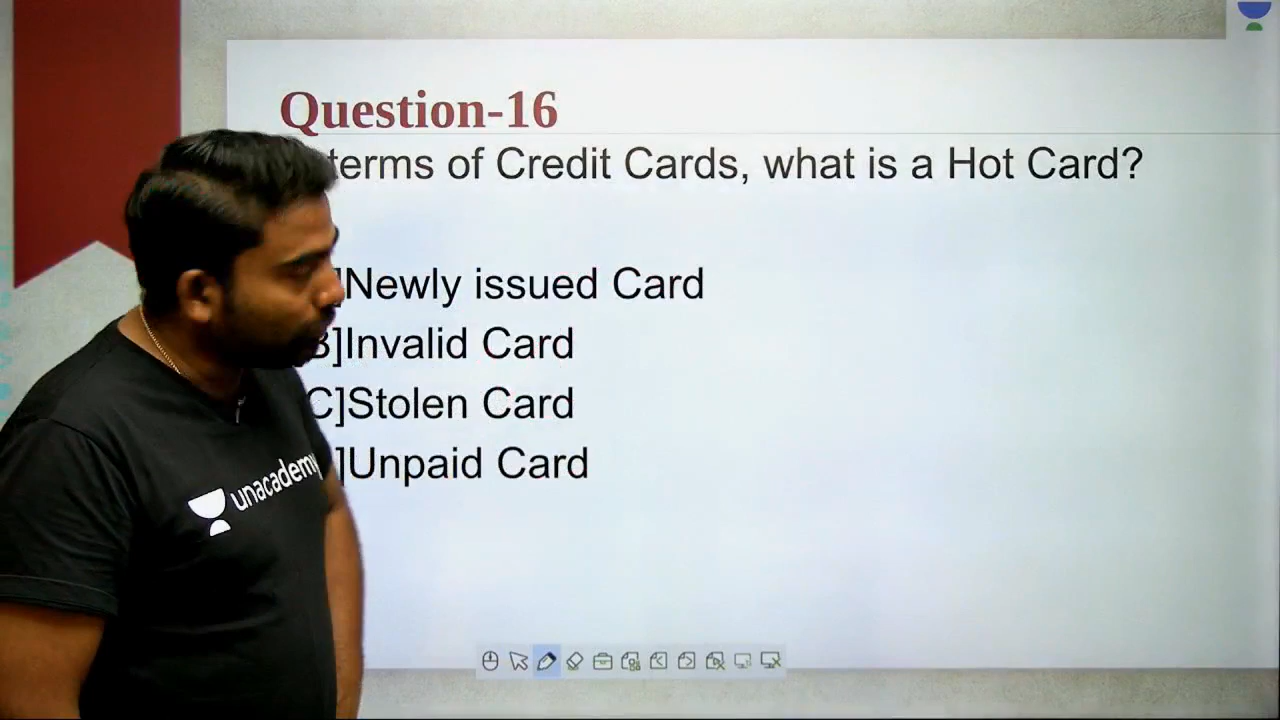 Question-16
terms of Credit Cards, what is a Hot Card?
]Newly issued Card
B]Invalid Card
C]Stolen Card
]Unpaid Card
unacademy